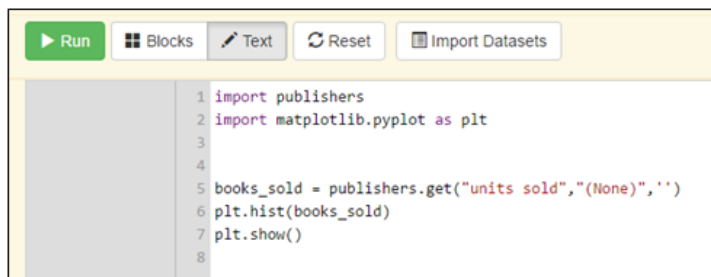 Run Blocks Text Reset Import Datasets
1 import publishers
2 import matplotlib.pyplot as plt
3
4
5 books_sold = publishers.get("units sold","(None)",'')
6 plt.hist(books_sold)
7 plt.show()
8